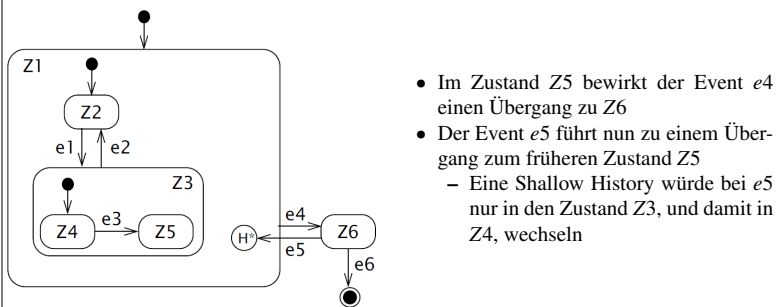 Z1
Z2
e1
e2
Z3
Z4
e3
Z5
e4
H*
e5
Z6
e6
• Im Zustand Z5 bewirkt der Event e4
einen Übergang zu Z6
• Der Event e5 führt nun zu einem Über-
gang zum früheren Zustand Z5
– Eine Shallow History würde bei e5
nur in den Zustand Z3, und damit in
Z4, wechseln